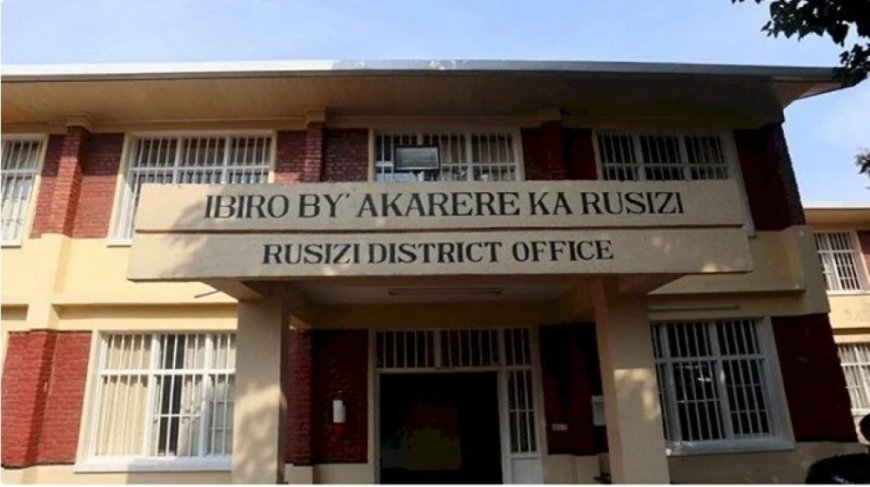 IBIRO BY' AKARERE KA RUSIZI
RUSIZI DISTRICT OFFICE